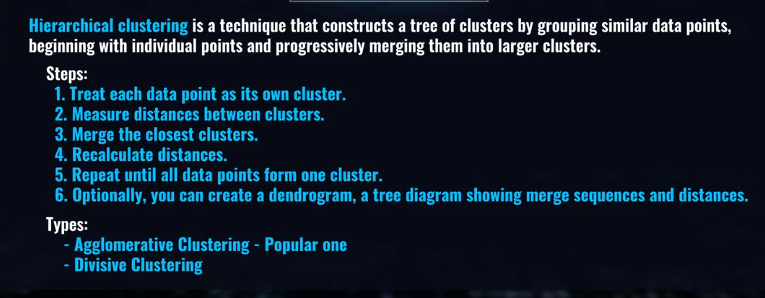 Hierarchical clustering is a technique that constructs a tree of clusters by grouping similar data points,
beginning with individual points and progressively merging them into larger clusters.
Steps:
1. Treat each data point as its own cluster.
2. Measure distances between clusters.
3. Merge the closest clusters.
4. Recalculate distances.
5. Repeat until all data points form one cluster.
6. Optionally, you can create a dendrogram, a tree diagram showing merge sequences and distances.
Types:
- Agglomerative Clustering - Popular one
- Divisive Clustering